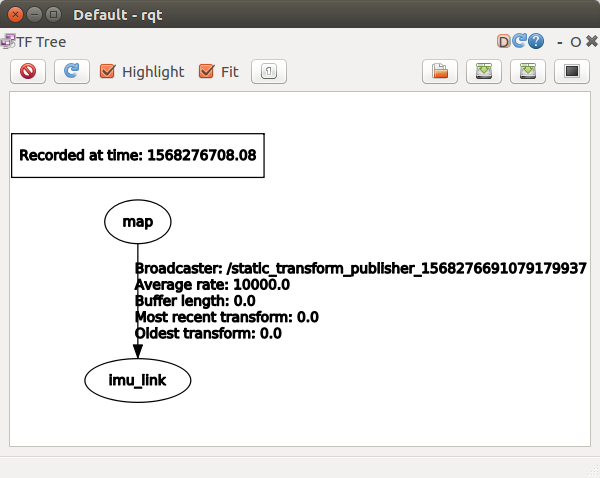 Default - rqt
TF Tree
D - O
Highlight Fit
Recorded at time: 1568276708.08
map
Broadcaster: /static_transform_publisher_1568276691079179937
Average rate: 10000.0
Buffer length: 0.0
Most recent transform: 0.0
Oldest transform: 0.0
imu_link